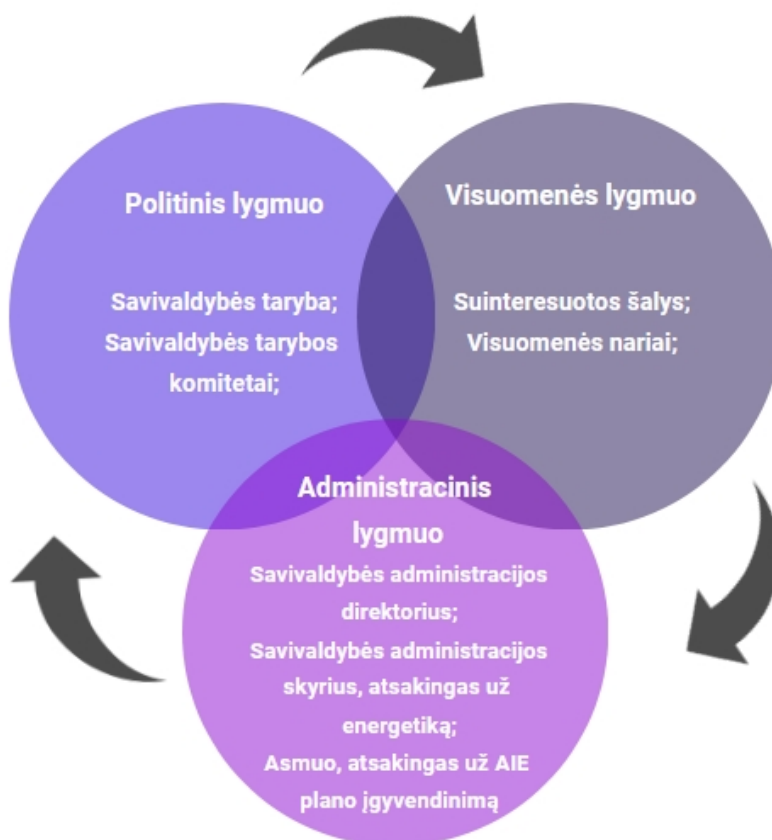 Politinis lygmuo
Savivaldybės taryba;
Savivaldybės tarybos
komitetai;
Visuomenės lygmuo
Suinteresuotos šalys;
Visuomenės nariai;
Administracinis
lygmuo
Savivaldybės administracijos
direktorius;
Savivaldybės administracijos
skyrius, atsakingas už
energetiką;
Asmuo, atsakingas už AIE
plano įgyvendinimą